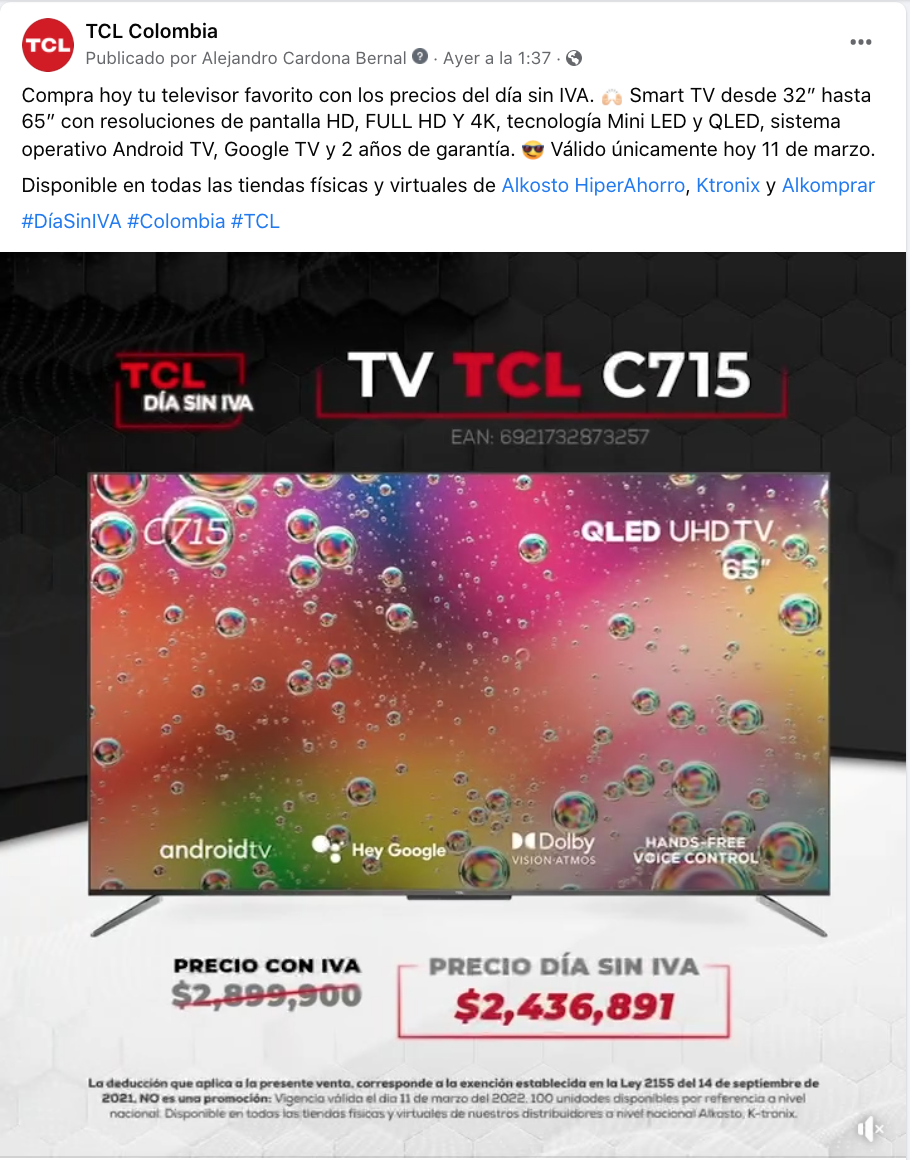 TCL
TCL Colombia
Publicado por Alejandro Cardona Bernal ? · Ayer a la 1:37 ·
Compra hoy tu televisor favorito con los precios del día sin IVA. 🙌🏻 Smart TV desde 32” hasta
65” con resoluciones de pantalla HD, FULL HD Y 4K, tecnología Mini LED y QLED, sistema
operativo Android TV, Google TV y 2 años de garantía. 😎 Válido únicamente hoy 11 de marzo.
Disponible en todas las tiendas físicas y virtuales de Alkosto HiperAhorro, Ktronix y Alkomprar
#DíaSinIVA #Colombia #TCL
TCL
DÍA SIN IVA
TV TCL C715
EAN: 6921732873257
C715
QLED UHD TV
65”
androidtv
Hey Google
Dolby
VISION·ATMOS
HANDS-FREE
VOICE CONTROL
PRECIO CON IVA
$2,899,900
PRECIO DÍA SIN IVA
$2,436,891
La deducción que aplica a la presente venta, corresponde a la exención establecida en la Ley 2155 del 14 de septiembre de
2021, NO es una promoción: Vigencia válida el dia 11 de marzo del 2022. 100 unidades disponibles por referencia a nivel
nacional. Disponible en todas las tiendas físicas y virtuales de nuestros distribuidores a nivel nacional Alkosto, K-tronix.